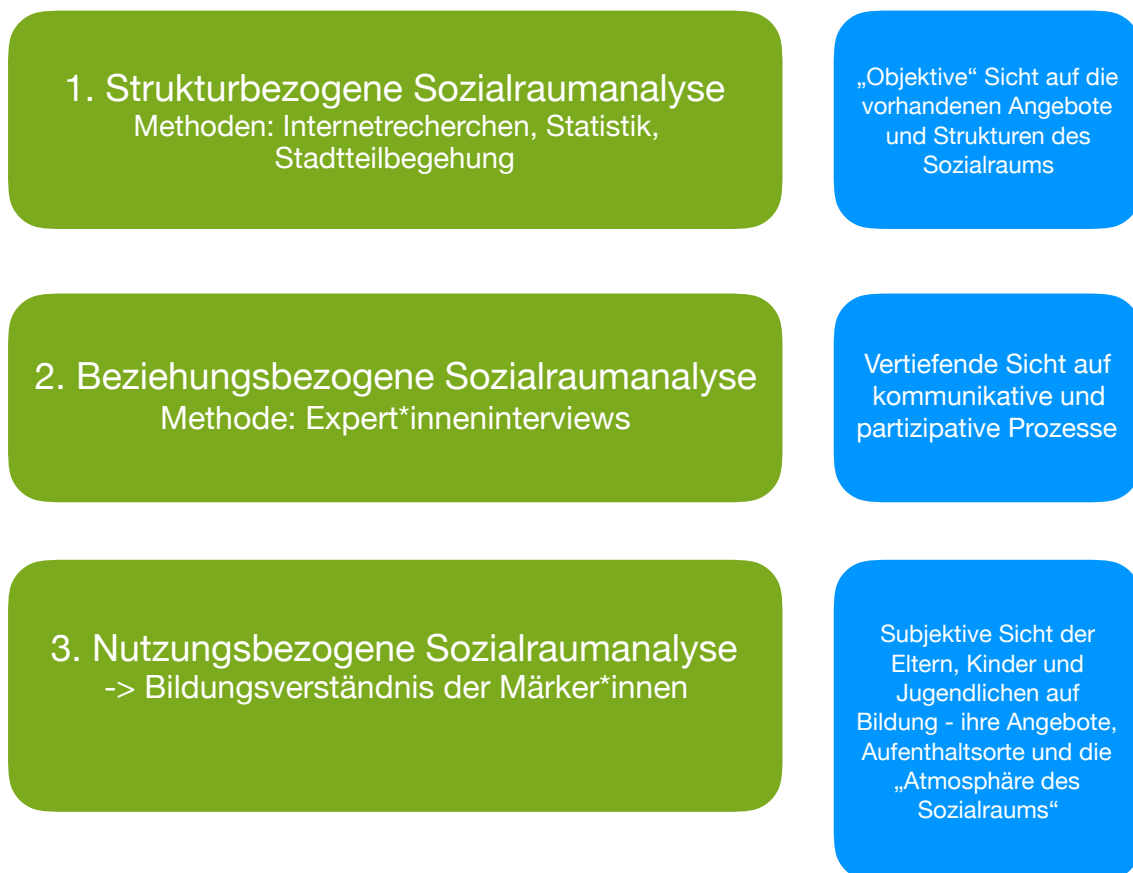 1. Strukturbezogene Sozialraumanalyse
Methoden: Internetrecherchen, Statistik,
Stadtteilbegehung
„Objektive“ Sicht auf die
vorhandenen Angebote
und Strukturen des
Sozialraums
2. Beziehungsbezogene Sozialraumanalyse
Methode: Expert*inneninterviews
Vertiefende Sicht auf
kommunikative und
partizipative Prozesse
3. Nutzungsbezogene Sozialraumanalyse
-> Bildungsverständnis der Märker*innen
Subjektive Sicht der
Eltern, Kinder und
Jugendlichen auf
Bildung - ihre Angebote,
Aufenthaltsorte und die
„Atmosphäre des
Sozialraums“